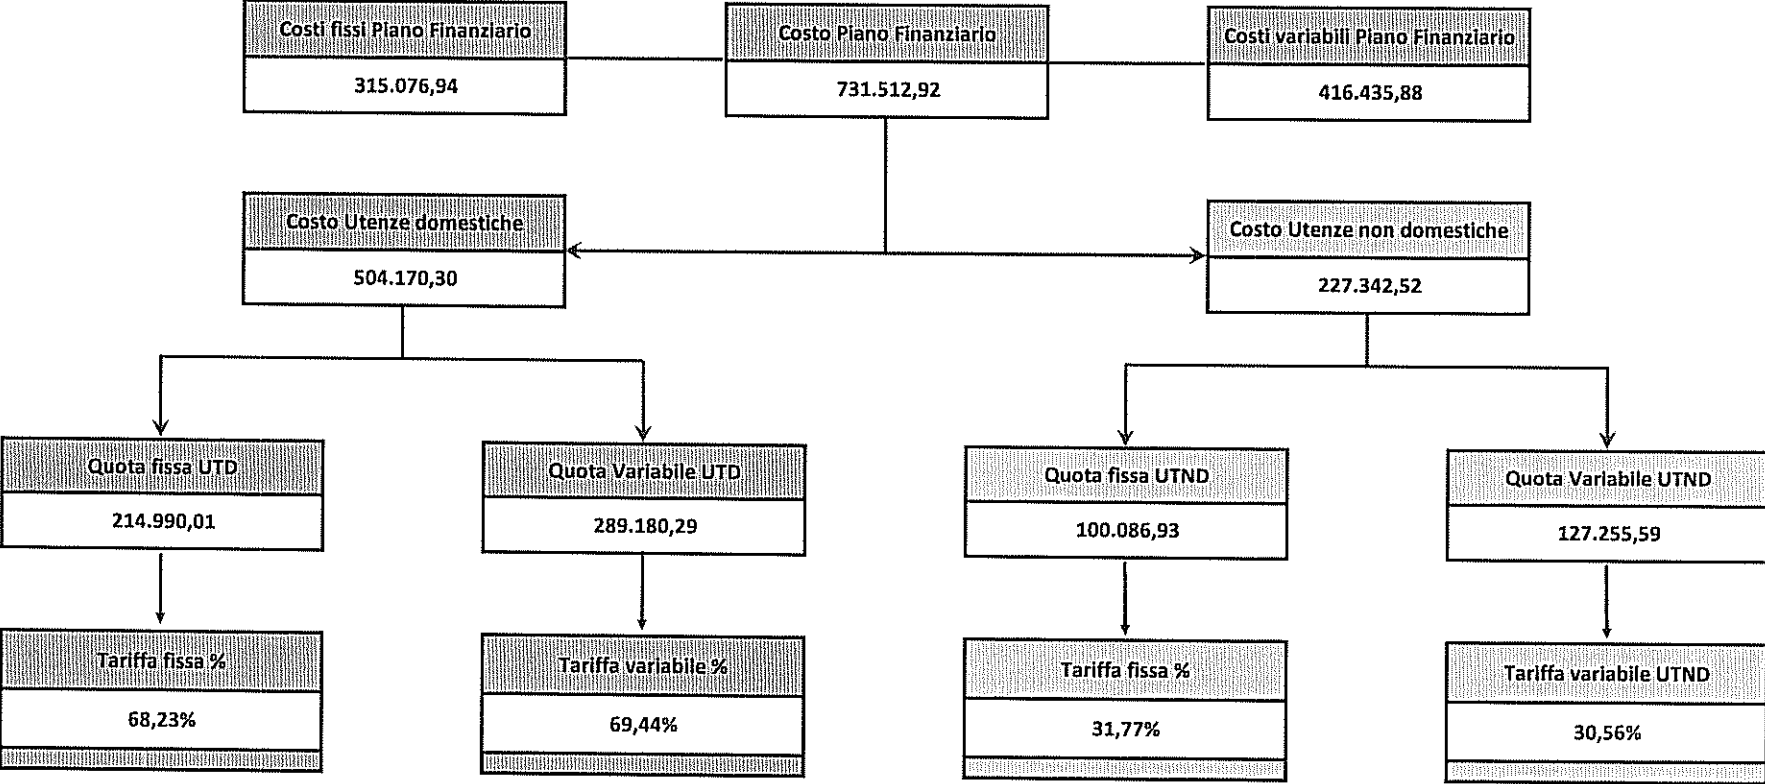 Costi fissi Piano Finanziario
315.076,94
Costo Piano Finanziario
731.512,92
Costi variabili Piano Finanziario
416.435,88
Costo Utenze domestiche
504.170,30
Costo Utenze non domestiche
227.342,52
Quota fissa UTD
214.990,01
Quota Variabile UTD
289.180,29
Quota fissa UTND
100.086,93
Quota Variabile UTND
127.255,59
Tariffa fissa %
68,23%
Tariffa variabile %
69,44%
Tariffa fissa %
31,77%
Tariffa variabile UTND
30,56%